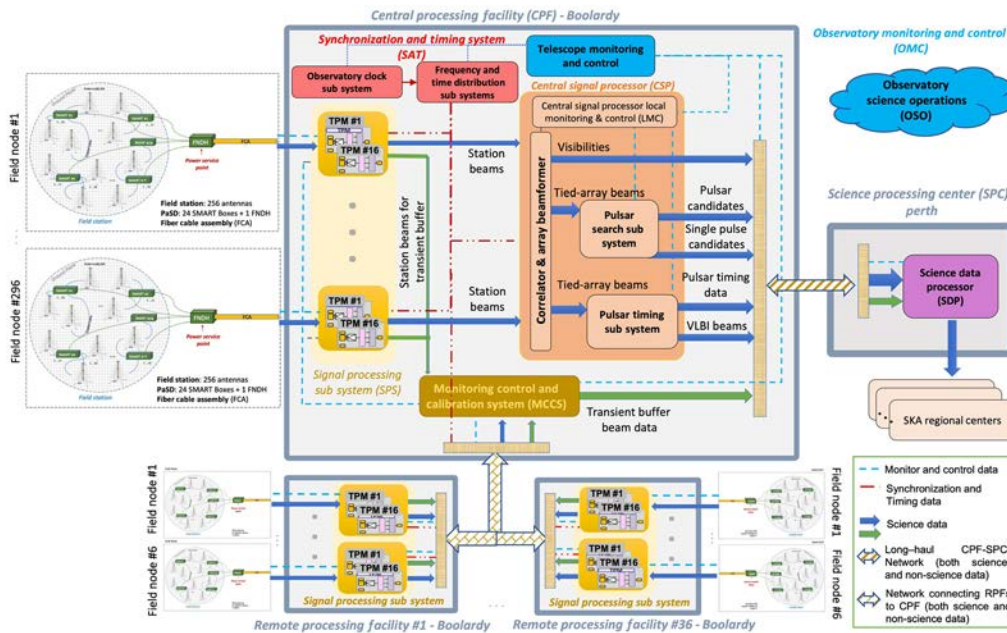 Central processing facility (CPF) - Boolardy
Synchronization and timing system
(SAT)
Observatory clock
sub system
Frequency and
time distribution
sub systems
Telescope monitoring
and control
Observatory monitoring and control
(OMC)
Observatory
science operations
(OSO)
Central signal processor (CSP)
Central signal processor local
monitoring & control (LMC)
Correlator & array beamformer
Visibilities
Tied-array beams
Pulsar
search sub
system
Pulsar
candidates
Single pulse
candidates
Tied-array beams
Pulsar timing
sub system
Pulsar timing
data
VLBI beams
Field node #1
FNDH
FCA
Power service
point
Field station
Field station: 256 antennas
PaSD: 24 SMART Boxes + 1 FNDH
Fiber cable assembly (FCA)
TPM #1
TPM
TPM #16
Station
beams
Station beams for
transient buffer
Field node #296
FNDH
FCA
Power service
point
Field station
Field station: 256 antennas
PaSD: 24 SMART Boxes + 1 FNDH
Fiber cable assembly (FCA)
TPM #1
TPM #16
Station
beams
Signal processing
sub system (SPS)
Monitoring control and
calibration system (MCCS)
Transient buffer
beam data
Science processing center (SPC)
perth
Science data
processor
(SDP)
SKA regional centers
Field node #1
Field node #6
TPM #1
TPM #16
TPM #1
TPM #16
Signal processing sub system
Remote processing facility #1 - Boolardy
TPM #1
TPM #16
TPM #1
TPM #16
Signal processing sub system
Remote processing facility #36 - Boolardy
Field node
#1
Field node
#6
Monitor and control data
Synchronization and
Timing data
Science data
Long–haul CPF-SPC
Network (both science
and non-science data)
Network connecting RPFs
to CPF (both science and
non-science data)